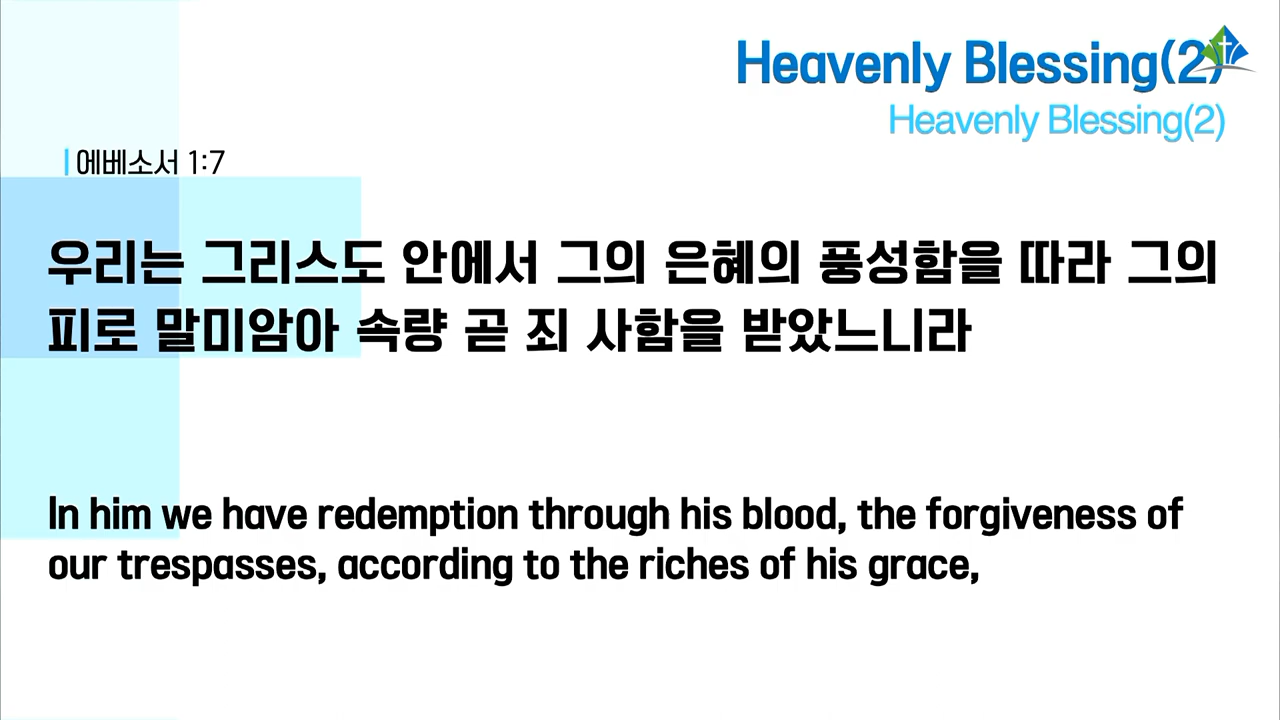 Heavenly Blessing(2)
Heavenly Blessing(2)
에베소서 1:7
우리는 그리스도 안에서 그의 은혜의 풍성함을 따라 그의
피로 말미암아 속량 곧 죄 사함을 받았느니라
In him we have redemption through his blood, the forgiveness of
our trespasses, according to the riches of his grace,